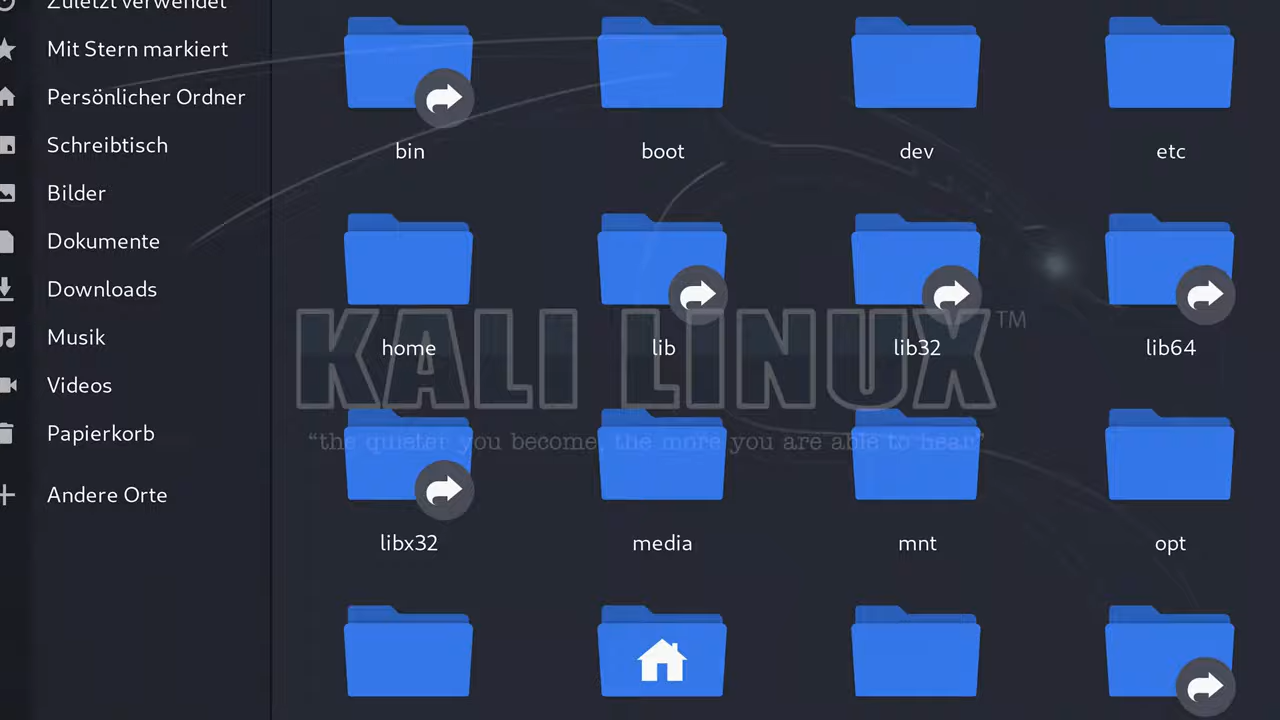 Zuletzt verwendet
Mit Stern markiert
Persönlicher Ordner
Schreibtisch
Bilder
Dokumente
Downloads
Musik
Videos
Papierkorb
Andere Orte
bin
boot
dev
etc
home
lib
lib32
lib64
KALI LINUX™
“the quieter you become, the more you are able to hear”
libx32
media
mnt
opt